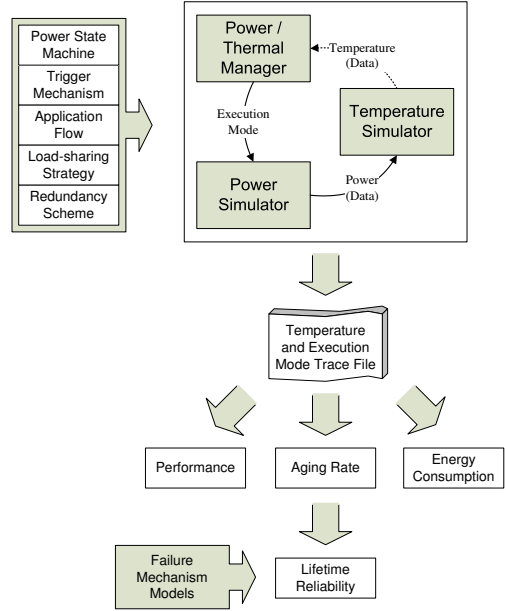 Power State
Machine
Trigger
Mechanism
Application
Flow
Load-sharing
Strategy
Redundancy
Scheme
Power /
Thermal
Manager
Temperature
(Data)
Execution
Mode
Temperature
Simulator
Power
Simulator
Power
(Data)
Temperature
and Execution
Mode Trace File
Performance
Aging Rate
Energy
Consumption
Failure
Mechanism
Models
Lifetime
Reliability